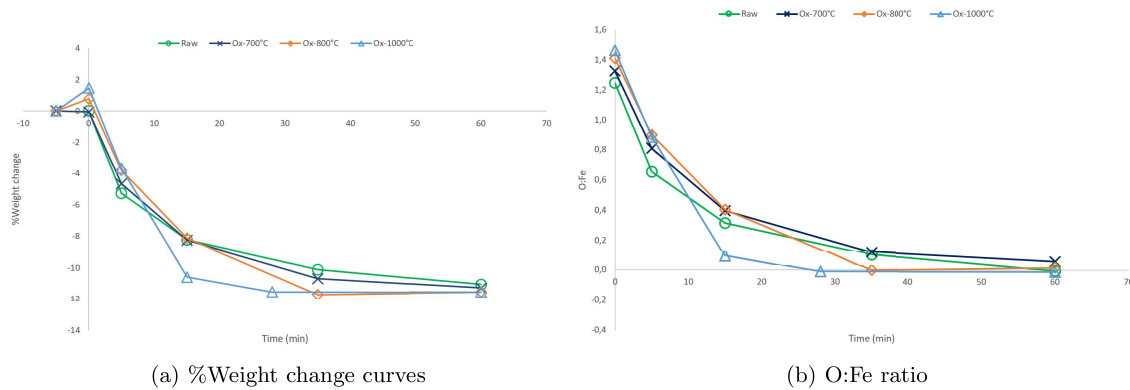 Raw Ox-700°C Ox-800°C Ox-1000°C
4
2
0
-2
-4
-6
-8
-10
12
-14
-10 0 10 20 30 40 50 60 70
%Weight change
Time (min)
(a) %Weight change curves
Raw Ox-700°C Ox-800°C Ox-1000°C
1,6
1,4
1,2
1,0
0,8
0,6
0,4
0,2
0,0
-0,2
-0,4
0 10 20 30 40 50 60 70
O:Fe
Time (min)
(b) O:Fe ratio